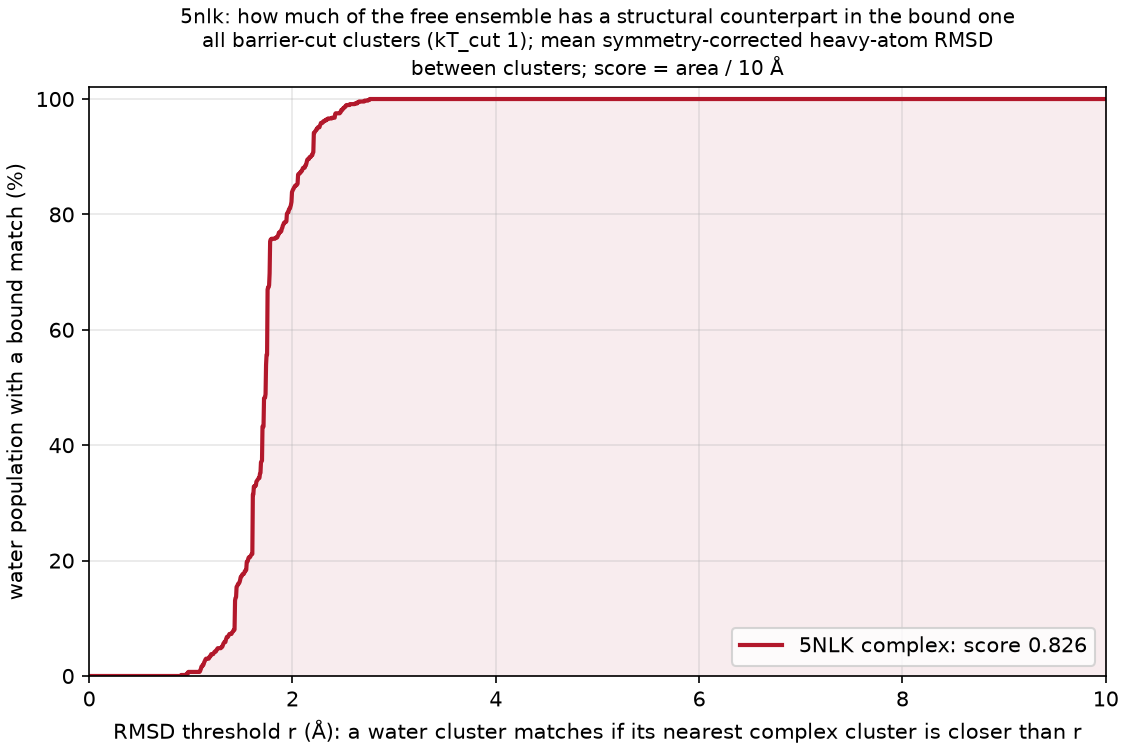 5nlk: how much of the free ensemble has a structural counterpart in the bound one
all barrier-cut clusters (kT_cut 1); mean symmetry-corrected heavy-atom RMSD
between clusters; score = area / 10 Å
water population with a bound match (%)
100
80
60
40
20
0
0 2 4 6 8 10
5NLK complex: score 0.826
RMSD threshold r (Å): a water cluster matches if its nearest complex cluster is closer than r